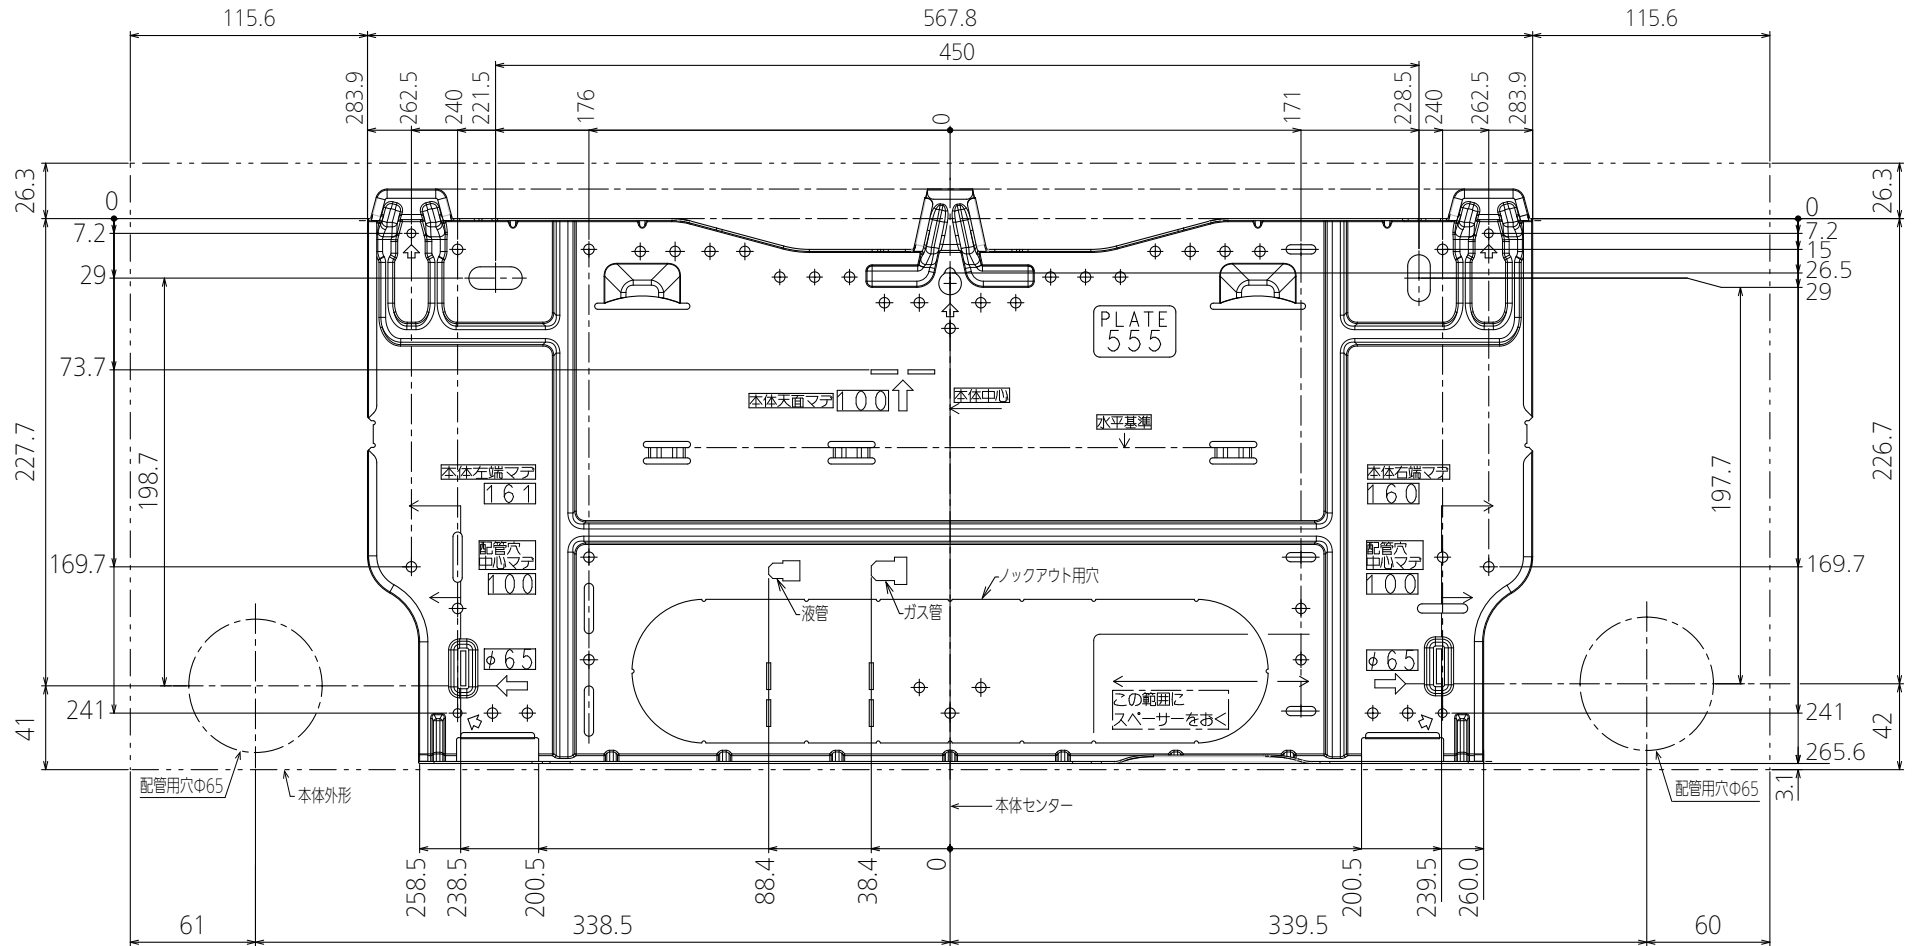 115.6
567.8
115.6
450
283.9
262.5
240
221.5
176
0
171
228.5
240
262.5
283.9
26.3
0
7.2
29
73.7
227.7
198.7
169.7
241
41
26.3
0
7.2
15
26.5
29
226.7
197.7
169.7
241
265.6
42
3.1
PLATE
555
本体天面マデ 100
本体中心
水平基準
本体左端マデ
161
本体右端マデ
160
配管穴
中心マデ
100
配管穴
中心マデ
100
ノックアウト用穴
液管
ガス管
φ65
φ65
この範囲に
スペーサーをおく
配管用穴Φ65
本体外形
本体センター
配管用穴Φ65
258.5
238.5
200.5
88.4
38.4
0
200.5
239.5
260.0
61
338.5
339.5
60